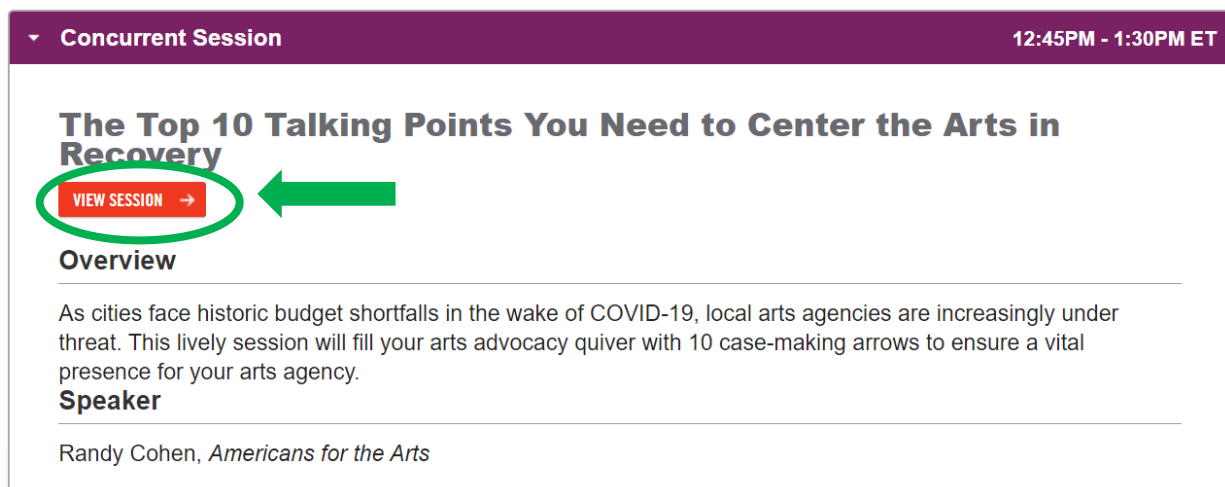 Concurrent Session 12:45PM - 1:30PM ET
The Top 10 Talking Points You Need to Center the Arts in
Recovery
VIEW SESSION →
Overview
As cities face historic budget shortfalls in the wake of COVID-19, local arts agencies are increasingly under
threat. This lively session will fill your arts advocacy quiver with 10 case-making arrows to ensure a vital
presence for your arts agency.
Speaker
Randy Cohen, Americans for the Arts